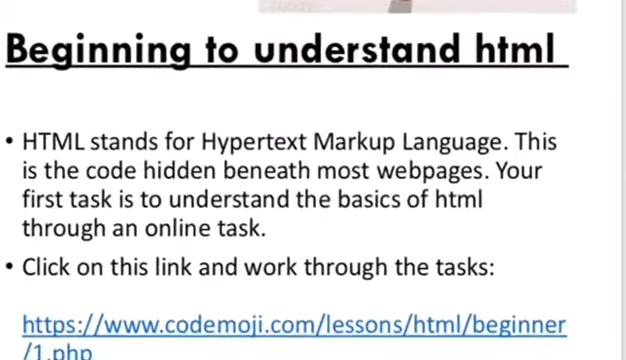 Beginning to understand html
• HTML stands for Hypertext Markup Language. This
is the code hidden beneath most webpages. Your
first task is to understand the basics of html
through an online task.
• Click on this link and work through the tasks:
https://www.codemoji.com/lessons/html/beginner
/1.php